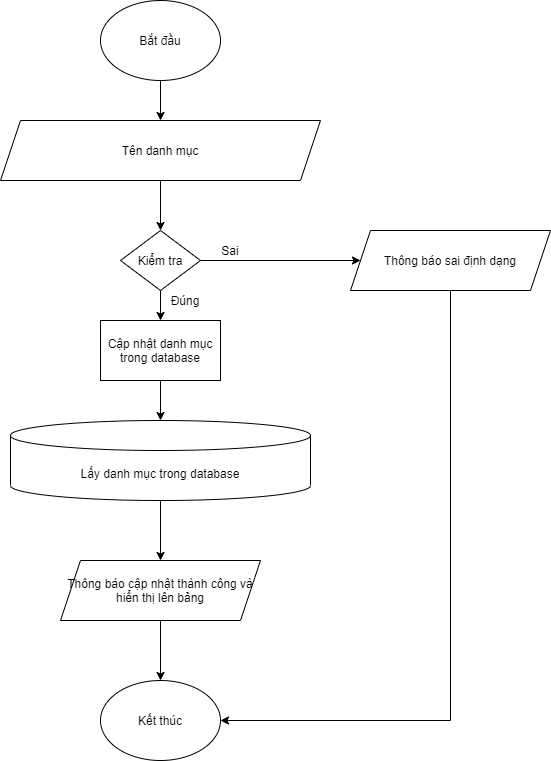 Bắt đầu
Tên danh mục
Kiểm tra
Sai
Thông báo sai định dạng
Đúng
Cập nhật danh mục
trong database
Lấy danh mục trong database
Thông báo cập nhật thành công và
hiển thị lên bảng
Kết thúc